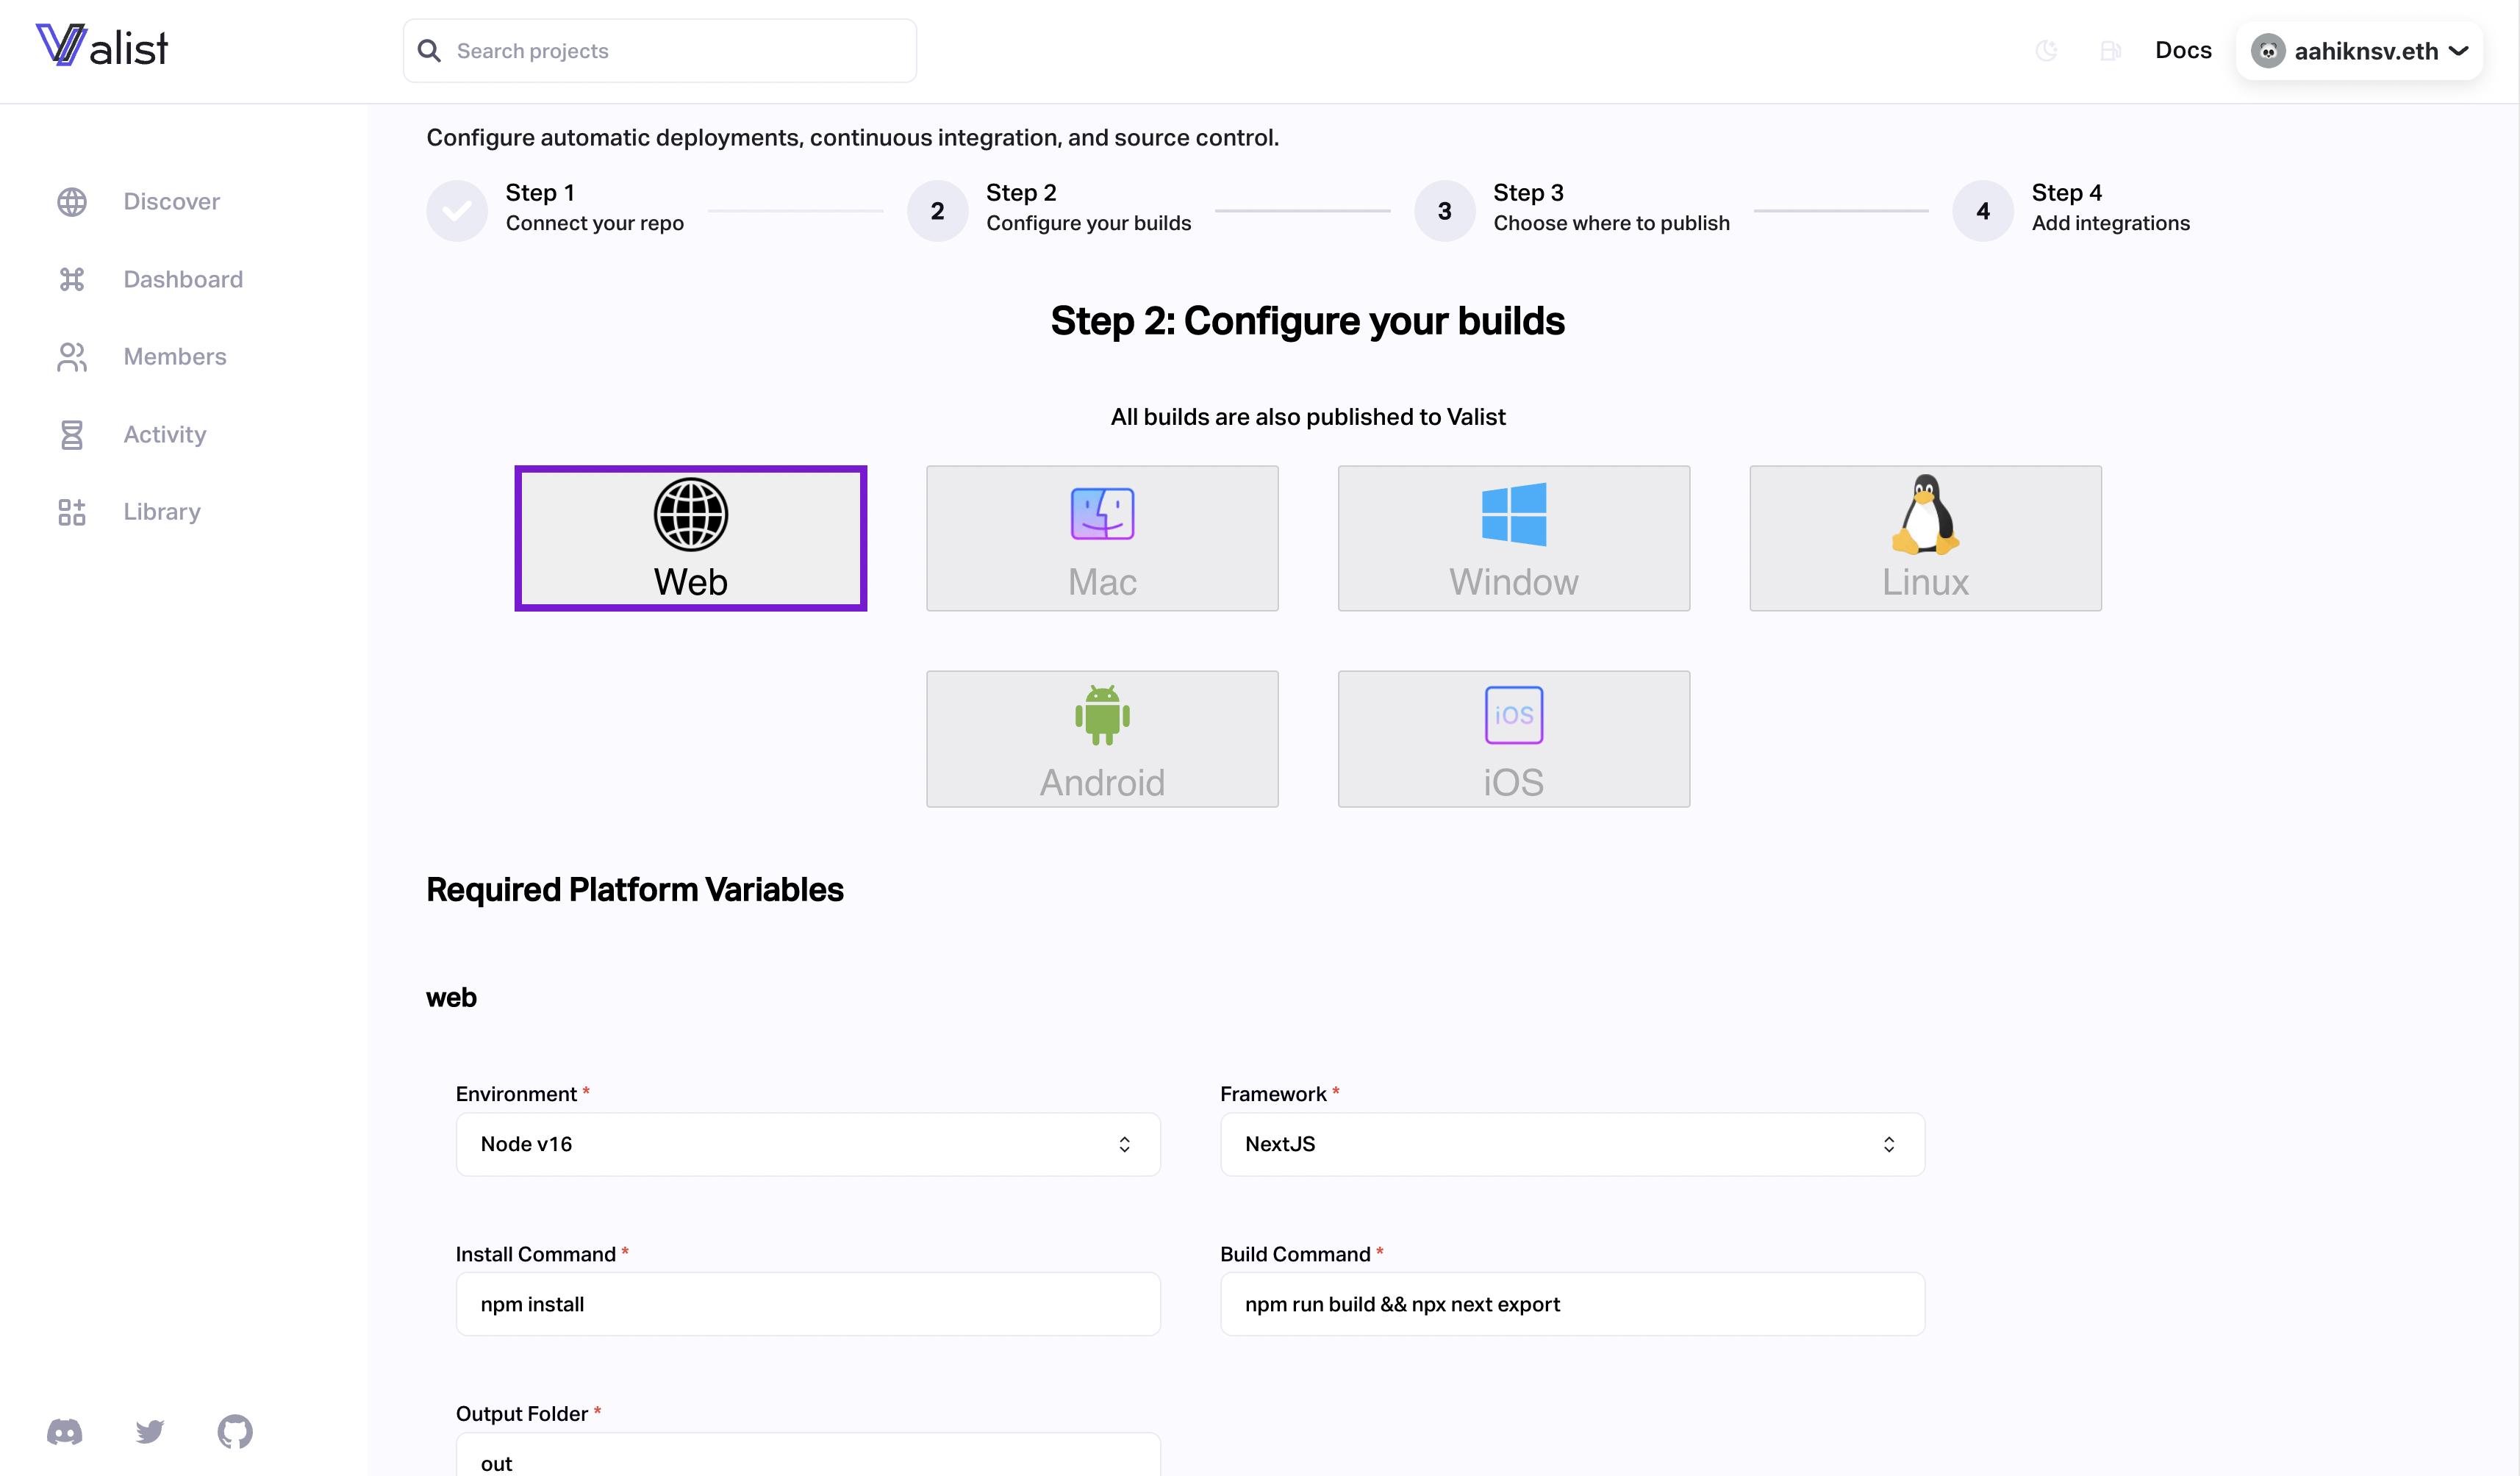 Valist
Search projects
Docs
aahiknsv.eth
Discover
Dashboard
Members
Activity
Library
Configure automatic deployments, continuous integration, and source control.
Step 1
Connect your repo
2
Step 2
Configure your builds
3
Step 3
Choose where to publish
4
Step 4
Add integrations
Step 2: Configure your builds
All builds are also published to Valist
Web
Mac
Window
Linux
Android
iOS
iOS
Required Platform Variables
web
Environment *
Node v16
Framework *
NextJS
Install Command *
npm install
Build Command *
npm run build && npx next export
Output Folder *
out